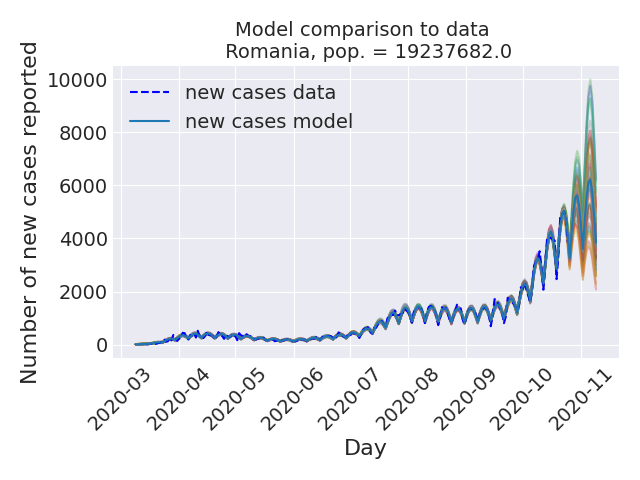 Model comparison to data
Romania, pop. = 19237682.0
new cases data
new cases model
Number of new cases reported
10000
8000
6000
4000
2000
0
2020-03
2020-04
2020-05
2020-06
2020-07
2020-08
2020-09
2020-10
2020-11
Day